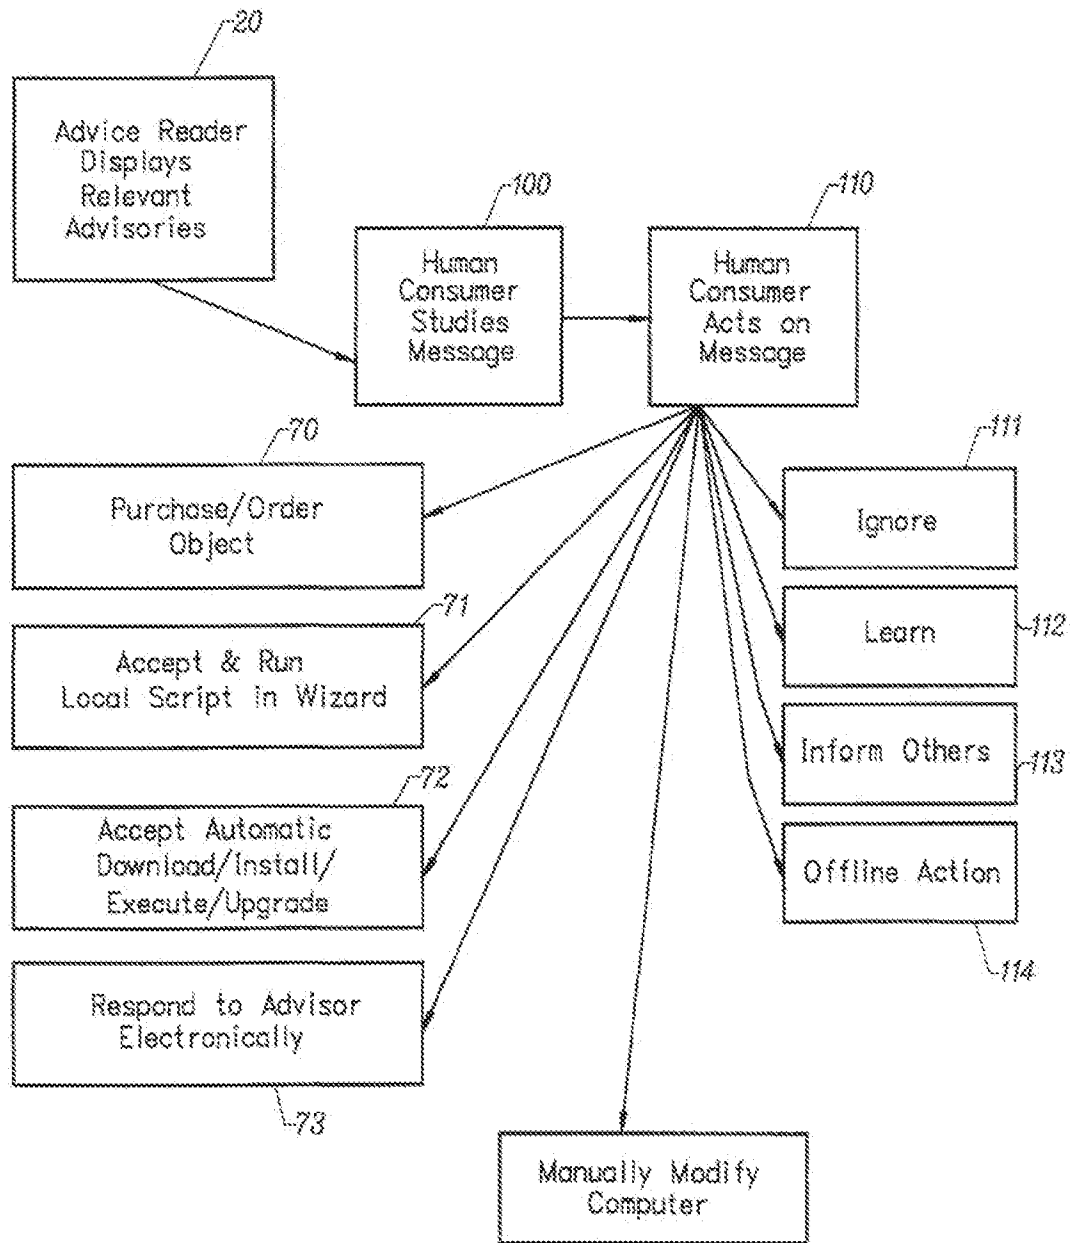 20
Advice Reader
Displays
Relevant
Advisories
100
Human
Consumer
Studies
Message
110
Human
Consumer
Acts on
Message
70
Purchase/Order
Object
71
Accept & Run
Local Script in Wizard
72
Accept Automatic
Download/Install/
Execute/Upgrade
Respond to Advisor
Electronically
73
111
Ignore
Learn
112
Inform Others
113
Offline Action
114
Manually Modify
Computer